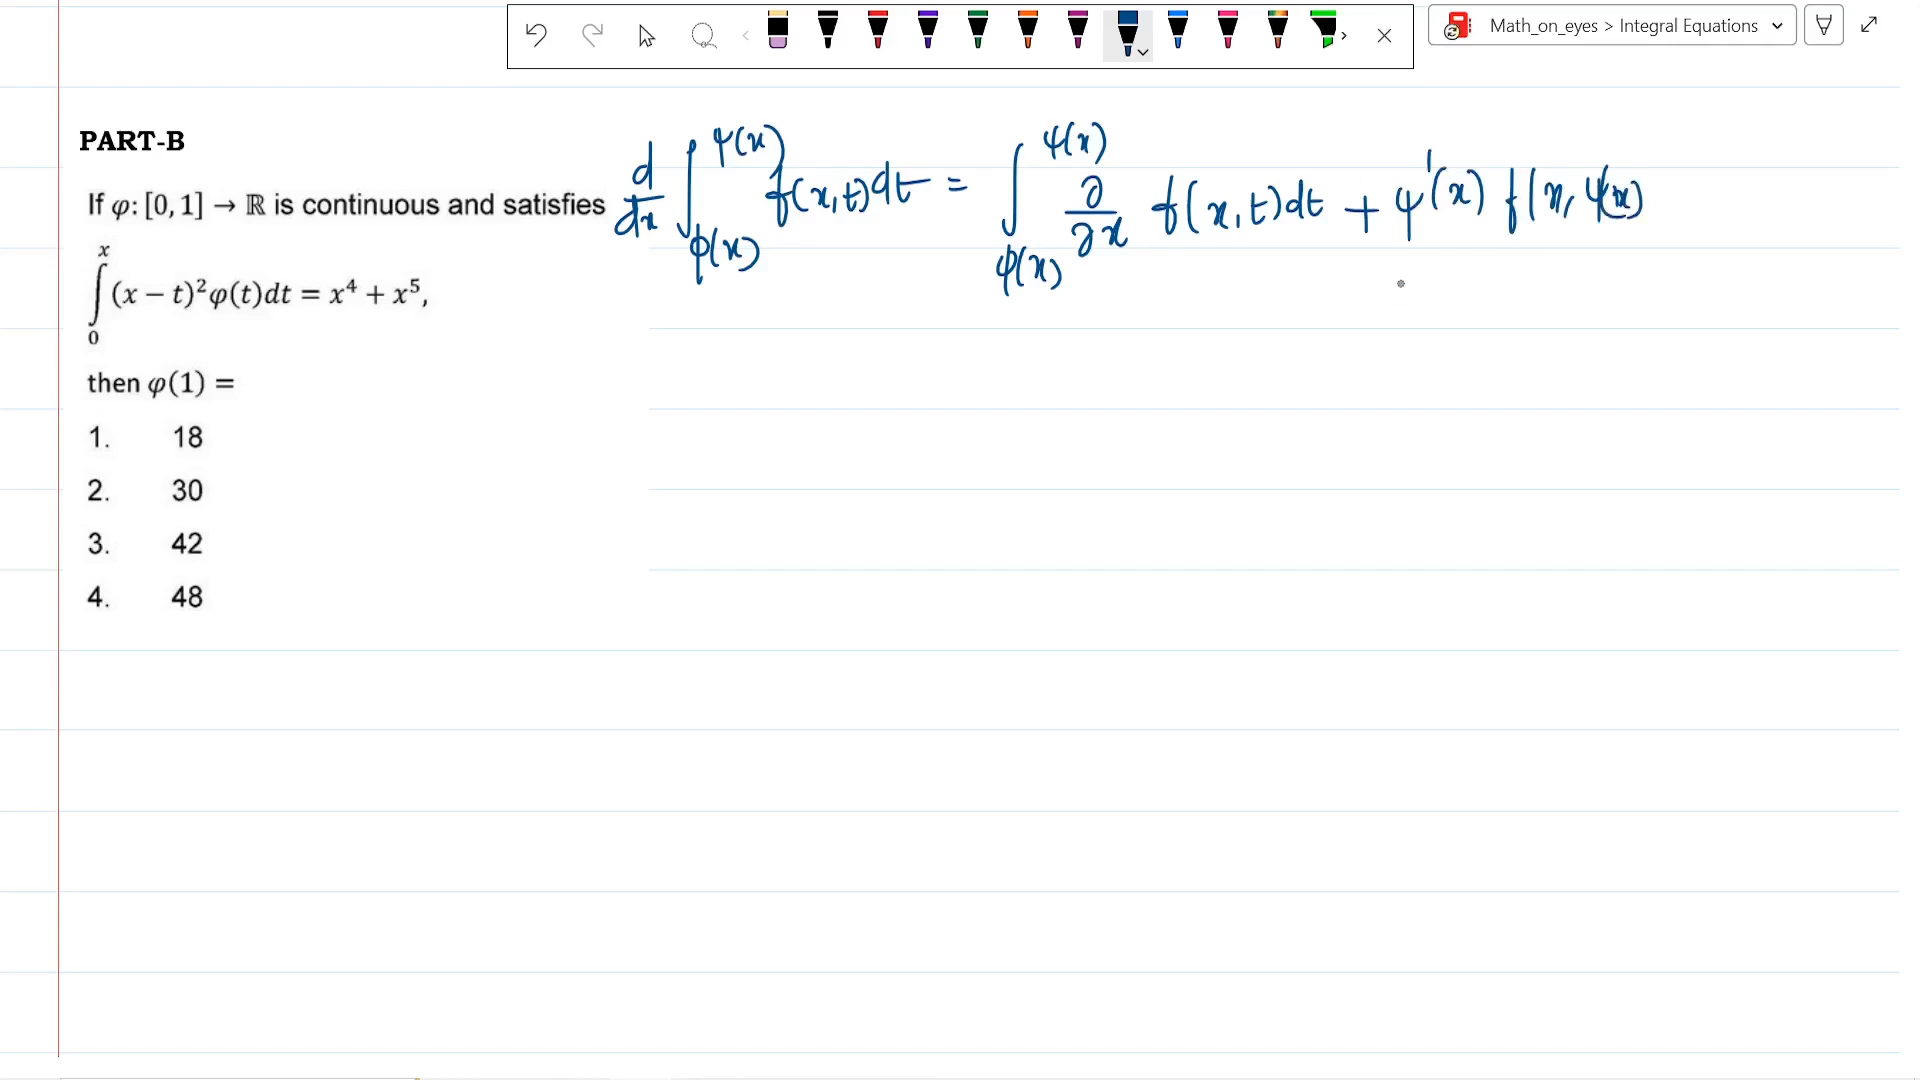 Math_on_eyes > Integral Equations
PART-B
If φ: [0, 1] → ℝ is continuous and satisfies
∫₀ˣ (x − t)²φ(t)dt = x⁴ + x⁵,
then φ(1) =
1. 18
2. 30
3. 42
4. 48
d/dx ∫_{φ(x)}^{ψ(x)} f(x,t)dt = ∫_{φ(x)}^{ψ(x)} ∂/∂x f(x,t)dt + ψ'(x) f(x, ψ(x)